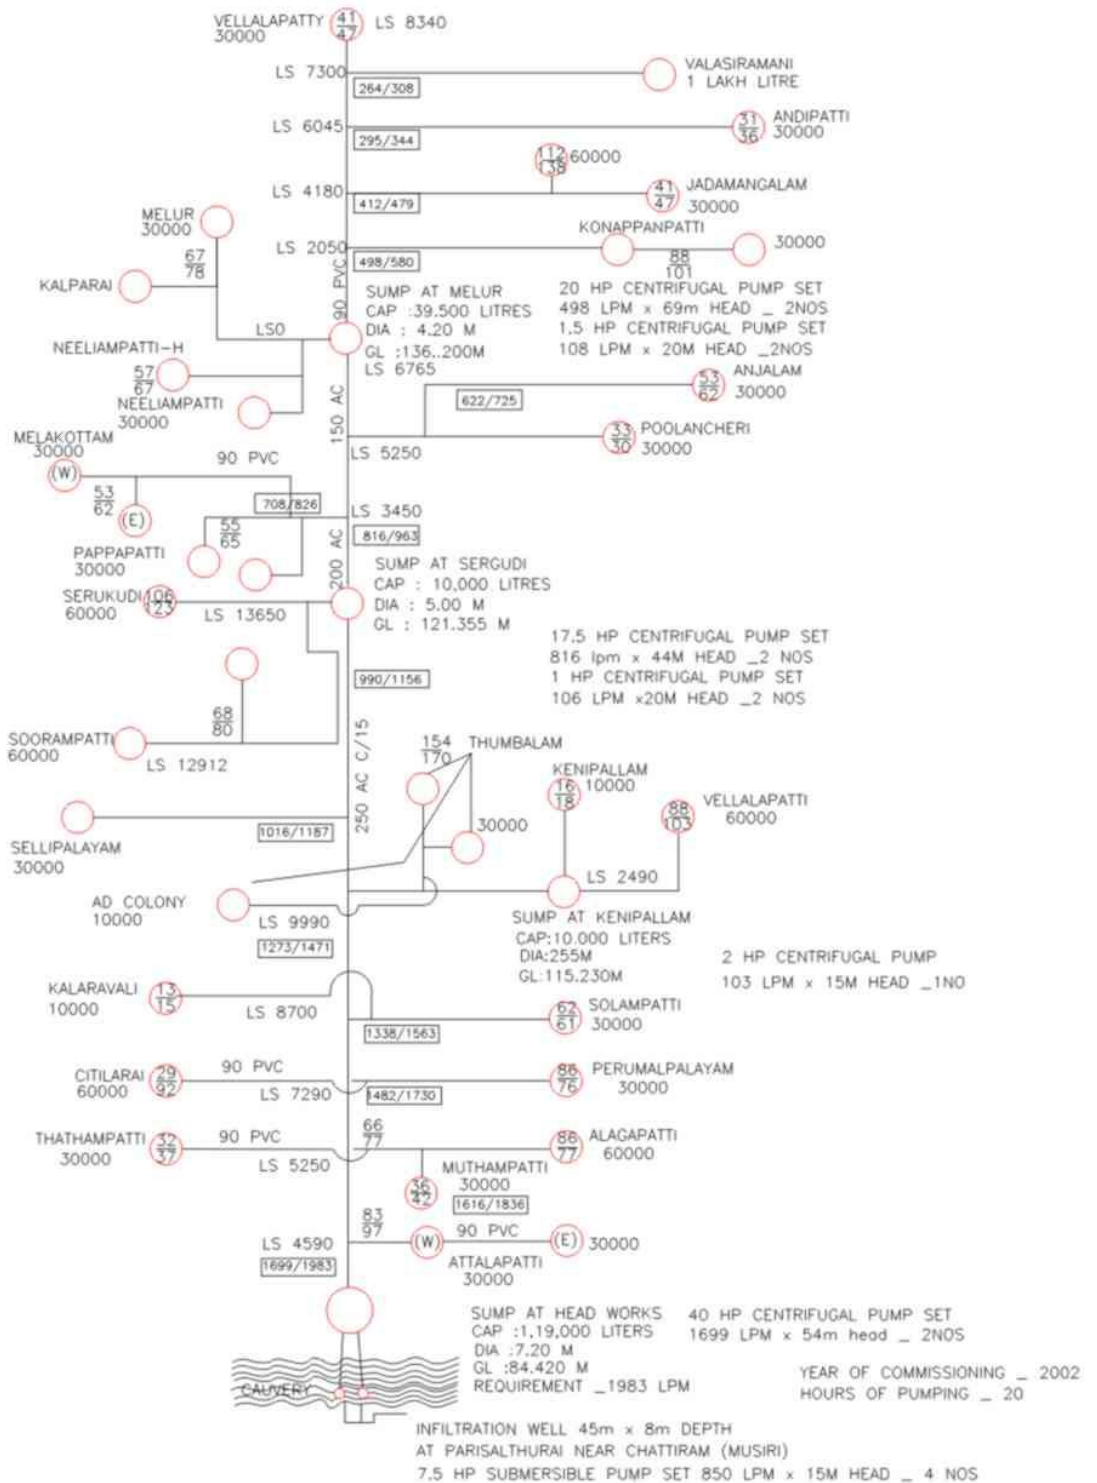 VELLALAPATTY
30000
41
47
LS 8340
LS 7300
264/308
VALASIRAMANI
1 LAKH LITRE
LS 6045
295/344
31
36
ANDIPATTI
30000
112
138
60000
LS 4180
412/479
41
47
JADAMANGALAM
30000
MELUR
30000
67
78
KALPARAI
LS 2050
498/580
KONAPPANPATTI
88
101
30000
90 PVC
SUMP AT MELUR
CAP :39.500 LITRES
DIA : 4.20 M
GL :136..200M
LS 6765
20 HP CENTRIFUGAL PUMP SET
498 LPM x 69m HEAD _ 2NOS
1.5 HP CENTRIFUGAL PUMP SET
108 LPM x 20M HEAD _2NOS
LS0
NEELIAMPATTI-H
57
67
NEELIAMPATTI
30000
150 AC
622/725
53
62
ANJALAM
30000
33
30
POOLANCHERI
30000
LS 5250
MELAKOTTAM
30000
(W)
90 PVC
53
62
(E)
708/826
LS 3450
816/963
55
65
PAPPAPATTI
30000
200 AC
SUMP AT SERGUDI
CAP : 10,000 LITRES
DIA : 5.00 M
GL : 121.355 M
SERUKUDI
60000
106
123
LS 13650
17.5 HP CENTRIFUGAL PUMP SET
816 lpm x 44M HEAD _2 NOS
1 HP CENTRIFUGAL PUMP SET
106 LPM x20M HEAD _2 NOS
990/1156
68
80
SOORAMPATTI
60000
LS 12912
250 AC C/15
154
170
THUMBALAM
30000
KENIPALLAM
10000
16
18
VELLALAPATTI
60000
88
103
SELLIPALAYAM
30000
1016/1187
LS 2490
AD COLONY
10000
LS 9990
1273/1471
SUMP AT KENIPALLAM
CAP:10.000 LITERS
DIA:255M
GL:115.230M
2 HP CENTRIFUGAL PUMP
103 LPM x 15M HEAD _1NO
KALARAVALI
10000
13
15
LS 8700
1338/1563
62
61
SOLAMPATTI
30000
CITILARAI
60000
29
92
90 PVC
LS 7290
1482/1730
86
76
PERUMALPALAYAM
30000
THATHAMPATTI
30000
32
37
90 PVC
LS 5250
66
77
86
77
ALAGAPATTI
60000
36
42
MUTHAMPATTI
30000
1616/1836
83
97
LS 4590
1699/1983
(W)
90 PVC
(E)
30000
ATTALAPATTI
30000
SUMP AT HEAD WORKS
CAP :1,19,000 LITERS
DIA :7.20 M
GL :84.420 M
REQUIREMENT _1983 LPM
40 HP CENTRIFUGAL PUMP SET
1699 LPM x 54m head _ 2NOS
YEAR OF COMMISSIONING _ 2002
HOURS OF PUMPING _ 20
CAUVERY
INFILTRATION WELL 45m x 8m DEPTH
AT PARISALTHURAI NEAR CHATTIRAM (MUSIRI)
7.5 HP SUBMERSIBLE PUMP SET 850 LPM x 15M HEAD _ 4 NOS